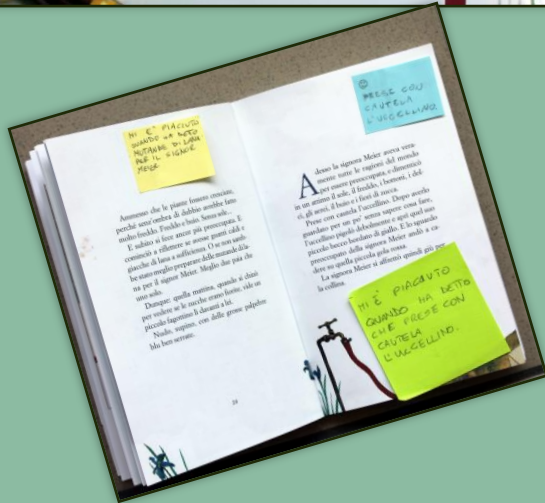 MI E' PIACIUTO
QUANDO HA DETTO
MUTANDE DI LANA
PER IL SIGNOR
MEIER
Ammesso che le piante fossero cresciute,
perché senz'ombra di dubbio avrebbe fatto
molto freddo. Freddo e buio. Senza sole...
E subito si fece ancor più preoccupata. E
cominciò a riflettere se avesse guanti caldi e
giacche di lana a sufficienza. O se non sareb-
be stato meglio preparare delle mutande di la-
na per il signor Meier. Meglio due paia che
uno solo.
Dunque: quella mattina, quando si chinò
per vedere se le rucole erano fiorite, vide un
piccolo fagottino lì davanti a lei.
Nudo, supino, con delle grosse palpebre
blu ben serrate.
24
PRESE CON
CAUTELA
L'UCCELLINO
Adesso la signora Meier aveva vera-
mente tutte le ragioni del mondo
per essere preoccupata, e dimenticò
in un attimo il sole, il freddo, i bottoni, i dol-
ci, gli aerei, il buio e i fiori di zucca.
Prese con cautela l'uccellino. Dopo averlo
guardato per un po' senza sapere cosa fare,
l'uccellino pigolò debolmente e aprì quel suo
piccolo becco bordato di giallo. E lo sguardo
preoccupato della signora Meier andò a ca-
dere su quella piccola gola rossa.
La signora Meier si affrettò quindi giù per
la collina.
MI È PIACIUTO
QUANDO HA DETTO
CHE PRESE CON
CAUTELA
L'UCCELLINO.